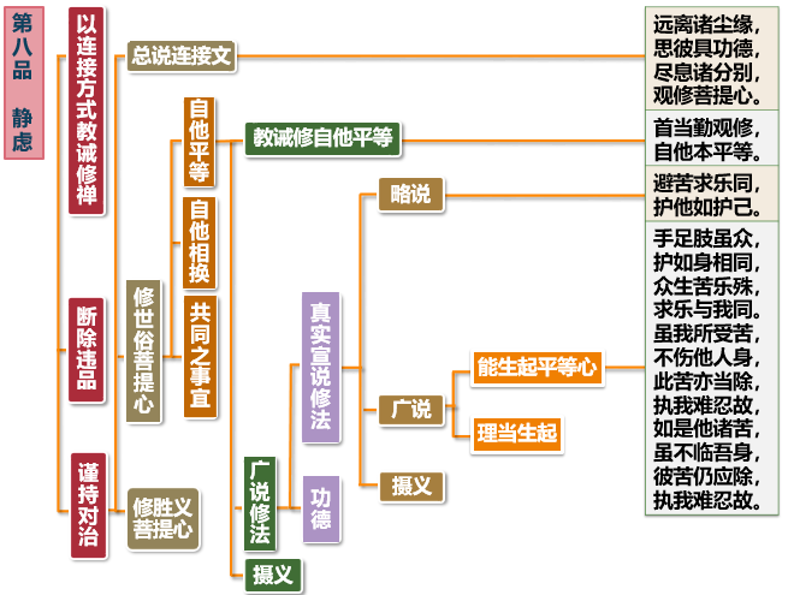 第八品 静虑
以连接方式教诫修禅
断除违品
谨持对治
总说连接文
修世俗菩提心
修胜义
菩提心
自他平等
自他相换
共同之事宜
教诫修自他平等
广说修法
摄义
真实宣说修法
功德
略说
广说
摄义
能生起平等心
理当生起
远离诸尘缘，
思彼具功德，
尽息诸分别，
观修菩提心。
首当勤观修，
自他本平等。
避苦求乐同，
护他如护己。
手足肢虽众，
护如身相同，
众生苦乐殊，
求乐与我同。
虽我所受苦，
不伤他人身，
此苦亦当除，
执我难忍故，
如是他诸苦，
虽不临吾身，
彼苦仍应除，
执我难忍故。